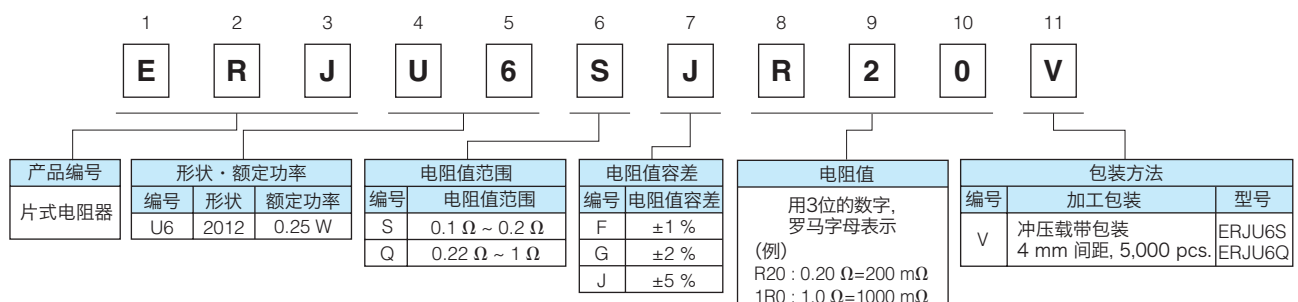 1 2 3 4 5 6 7 8 9 10 11
E R J U 6 S J R 2 0 V
产品编号
片式电阻器
形状・额定功率
编号 形状 额定功率
U6 2012 0.25 W
电阻值范围
编号 电阻值范围
S 0.1 Ω ~ 0.2 Ω
Q 0.22 Ω ~ 1 Ω
电阻值容差
编号 电阻值容差
F ±1 %
G ±2 %
J ±5 %
电阻值
用3位的数字,
罗马字母表示
(例)
R20 : 0.20 Ω=200 mΩ
1R0 : 1.0 Ω=1000 mΩ
包装方法
编号 加工包装 型号
V 冲压载带包装
4 mm 间距, 5,000 pcs.
ERJU6S
ERJU6Q